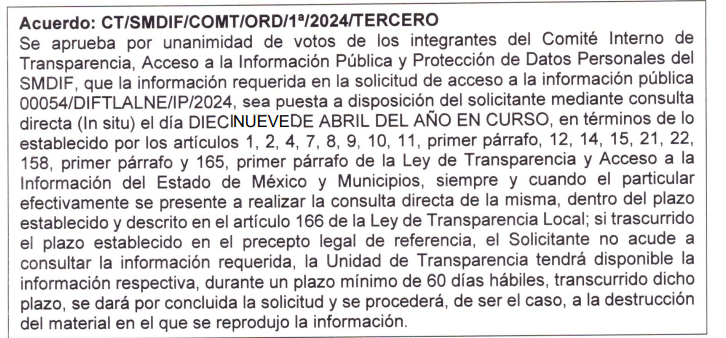 Acuerdo: CT/SMDIF/COMT/ORD/1ª/2024/TERCERO
Se aprueba por unanimidad de votos de los integrantes del Comité Interno de
Transparencia, Acceso a la Información Pública y Protección de Datos Personales del
SMDIF, que la información requerida en la solicitud de acceso a la información pública
00054/DIFTLALNE/IP/2024, sea puesta a disposición del solicitante mediante consulta
directa (In situ) el día DIECINUEVEDE ABRIL DEL AÑO EN CURSO, en términos de lo
establecido por los artículos 1, 2, 4, 7, 8, 9, 10, 11, primer párrafo, 12, 14, 15, 21, 22,
158, primer párrafo y 165, primer párrafo de la Ley de Transparencia y Acceso a la
Información del Estado de México y Municipios, siempre y cuando el particular
efectivamente se presente a realizar la consulta directa de la misma, dentro del plazo
establecido y descrito en el artículo 166 de la Ley de Transparencia Local; si trascurrido
el plazo establecido en el precepto legal de referencia, el Solicitante no acude a
consultar la información requerida, la Unidad de Transparencia tendrá disponible la
información respectiva, durante un plazo mínimo de 60 días hábiles, transcurrido dicho
plazo, se dará por concluida la solicitud y se procederá, de ser el caso, a la destrucción
del material en el que se reprodujo la información.